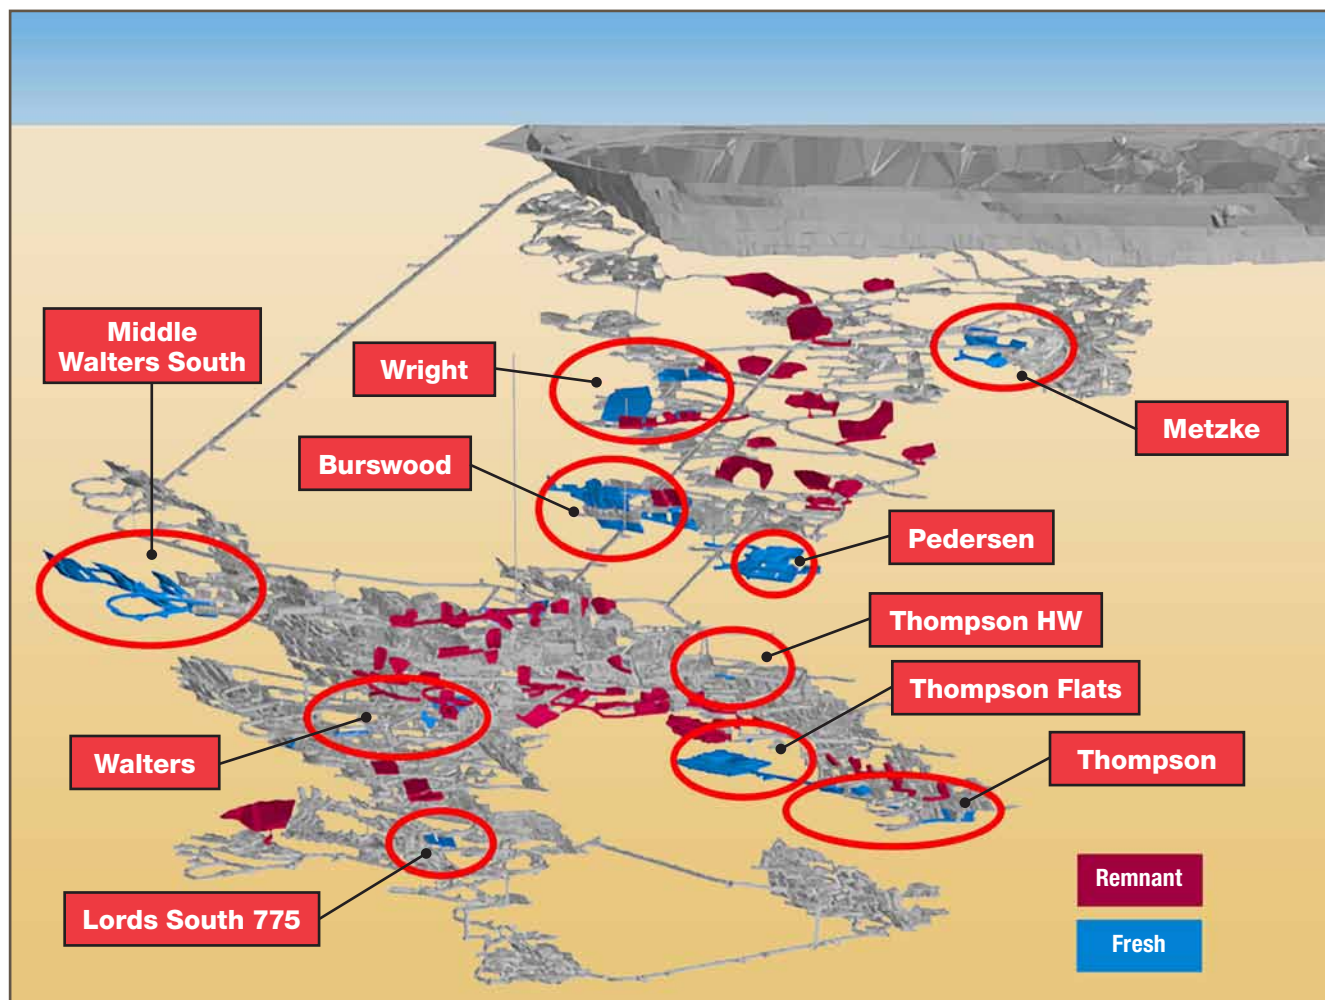 Middle
Walters South
Wright
Burswood
Metzke
Pedersen
Thompson HW
Thompson Flats
Walters
Thompson
Lords South 775
Remnant
Fresh